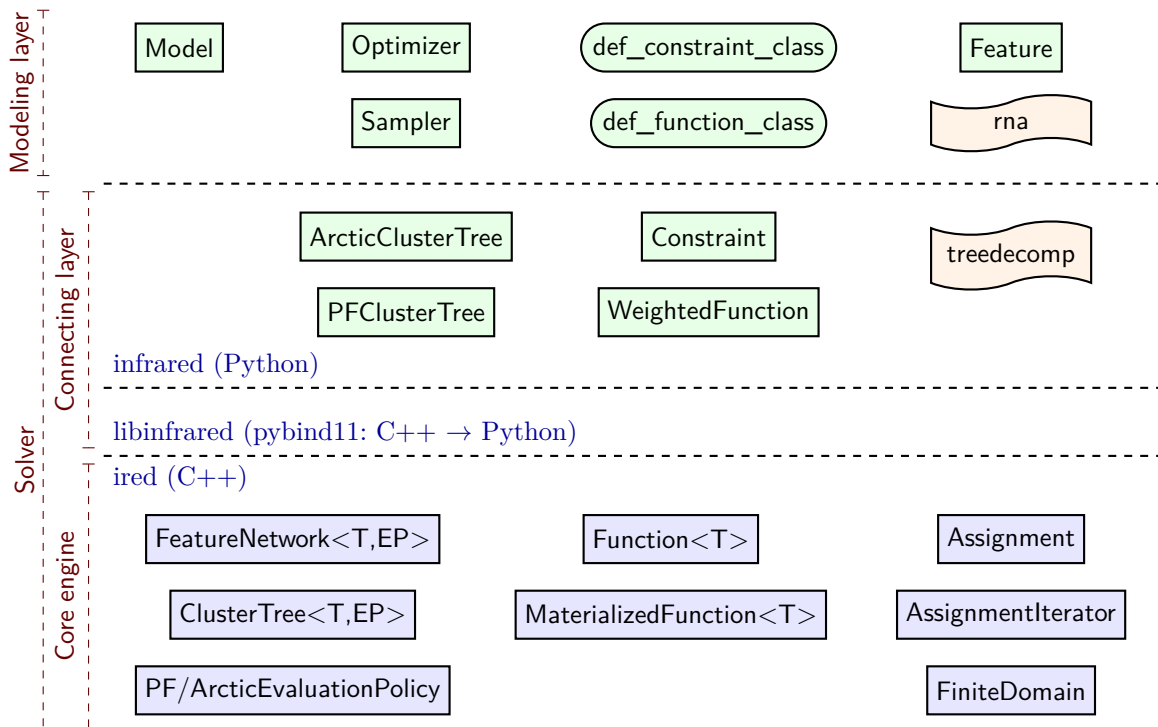 Modeling layer
Model
Optimizer
def_constraint_class
Feature
Sampler
def_function_class
rna
Solver
Connecting layer
ArcticClusterTree
Constraint
treedecomp
PFClusterTree
WeightedFunction
infrared (Python)
libinfrared (pybind11: C++ → Python)
Core engine
ired (C++)
FeatureNetwork<T,EP>
Function<T>
Assignment
ClusterTree<T,EP>
MaterializedFunction<T>
AssignmentIterator
PF/ArcticEvaluationPolicy
FiniteDomain